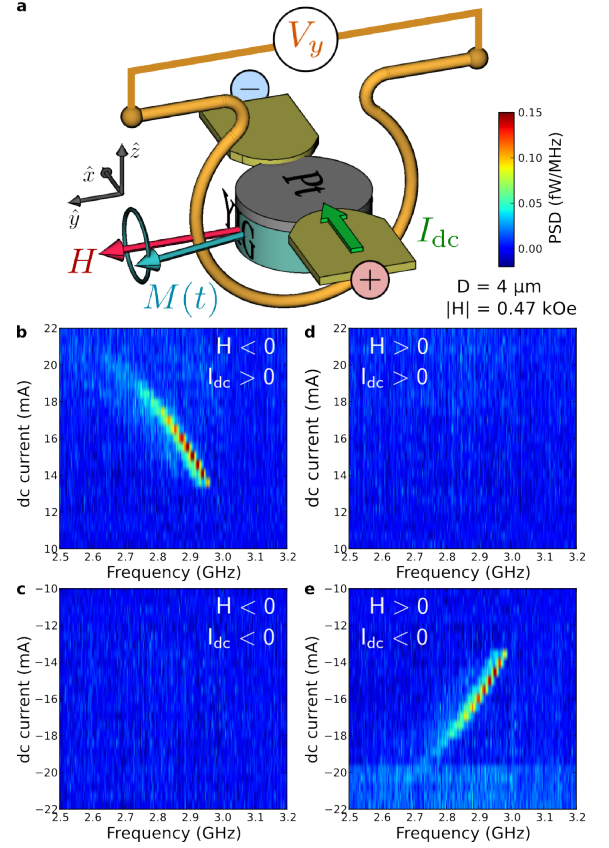 a
V_y
−
0.15
0.10
0.05
0.00
PSD (fW/MHz)
x̂ ẑ
ŷ
Pt
I_dc
H
M(t)
+
D = 4 µm
|H| = 0.47 kOe
b
22
20
18
16
14
12
10
dc current (mA)
H < 0
I_dc > 0
2.5 2.6 2.7 2.8 2.9 3.0 3.1 3.2
Frequency (GHz)
d
22
20
18
16
14
12
10
dc current (mA)
H > 0
I_dc > 0
2.5 2.6 2.7 2.8 2.9 3.0 3.1 3.2
Frequency (GHz)
c
−10
−12
−14
−16
−18
−20
−22
dc current (mA)
H < 0
I_dc < 0
2.5 2.6 2.7 2.8 2.9 3.0 3.1 3.2
Frequency (GHz)
e
−10
−12
−14
−16
−18
−20
−22
dc current (mA)
H > 0
I_dc < 0
2.5 2.6 2.7 2.8 2.9 3.0 3.1 3.2
Frequency (GHz)